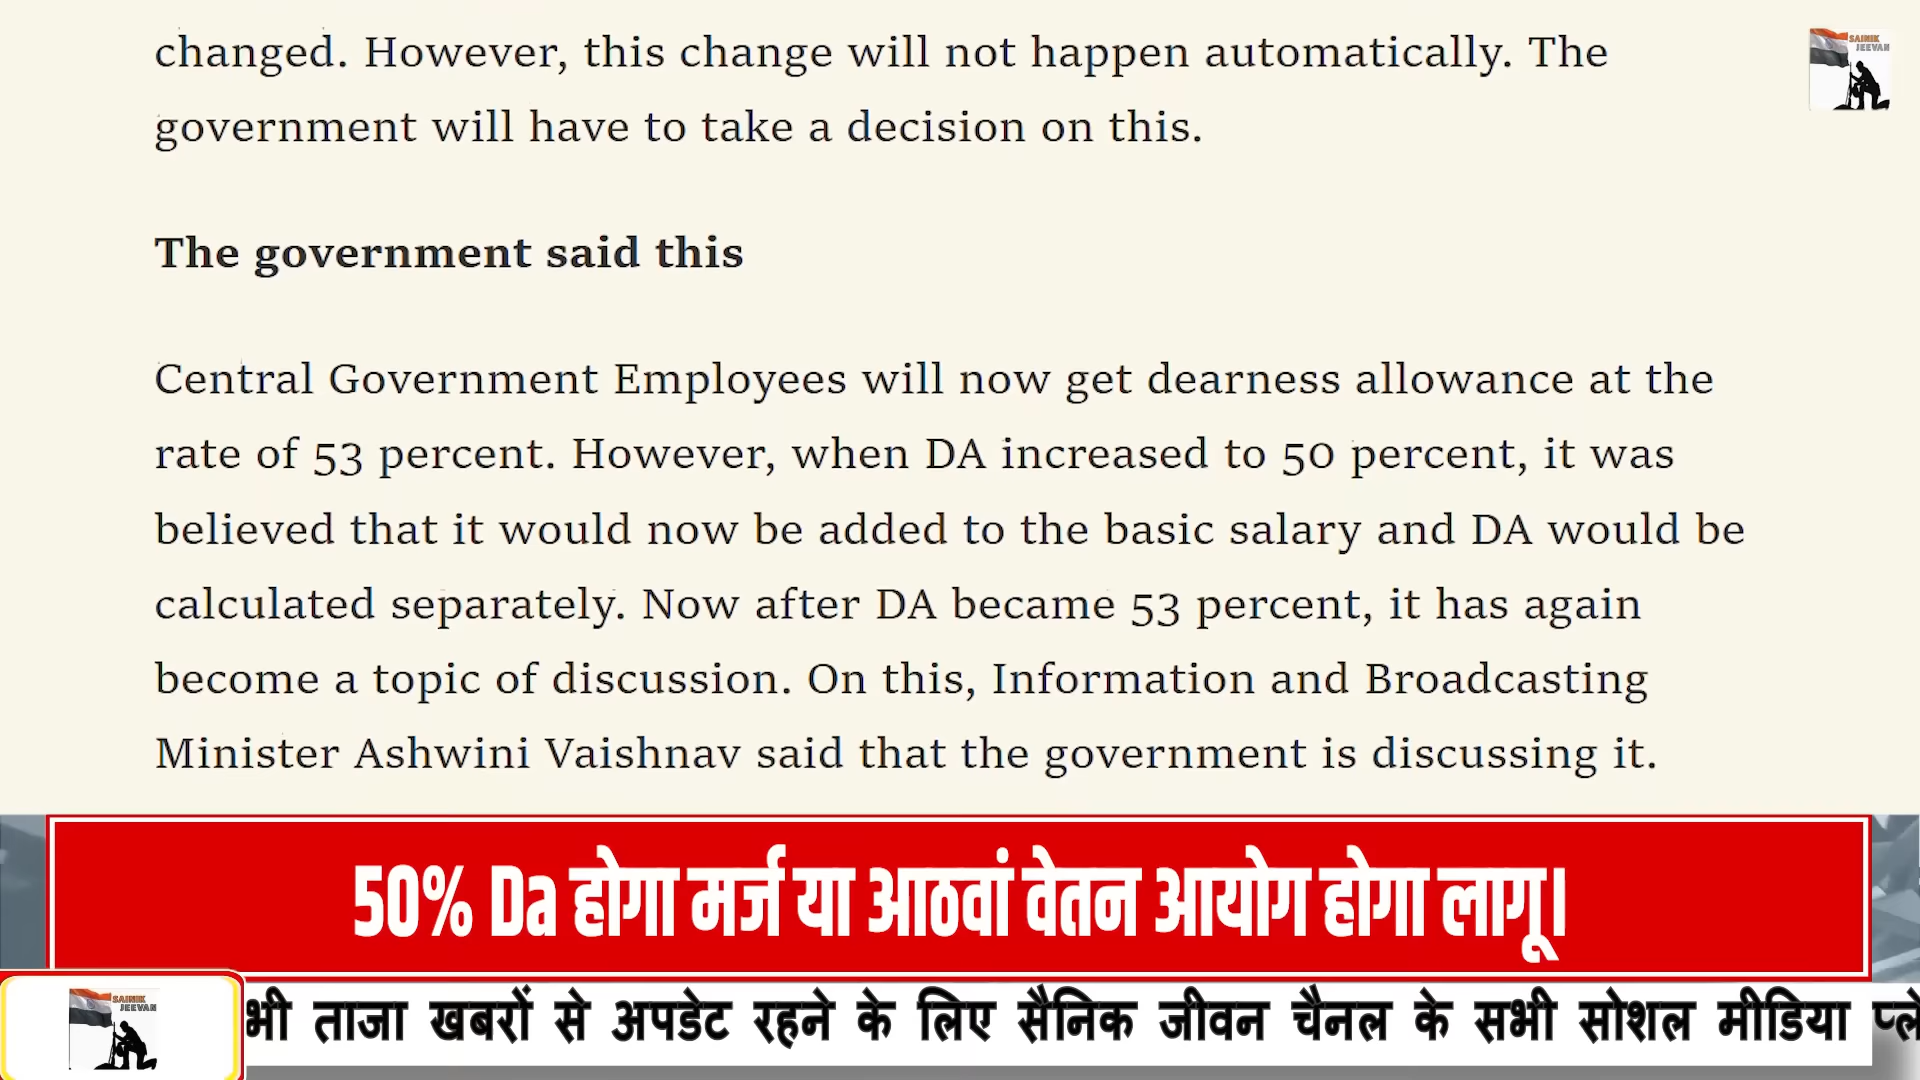 changed. However, this change will not happen automatically. The
government will have to take a decision on this.
The government said this
Central Government Employees will now get dearness allowance at the
rate of 53 percent. However, when DA increased to 50 percent, it was
believed that it would now be added to the basic salary and DA would be
calculated separately. Now after DA became 53 percent, it has again
become a topic of discussion. On this, Information and Broadcasting
Minister Ashwini Vaishnav said that the government is discussing it.
SAINIK
JEEVAN
50% Da होगा मर्ज या आठवां वेतन आयोग होगा लागू।
SAINIK
JEEVAN
ताजा खबरों से अपडेट रहने के लिए सैनिक जीवन चैनल के सभी सोशल मीडिया